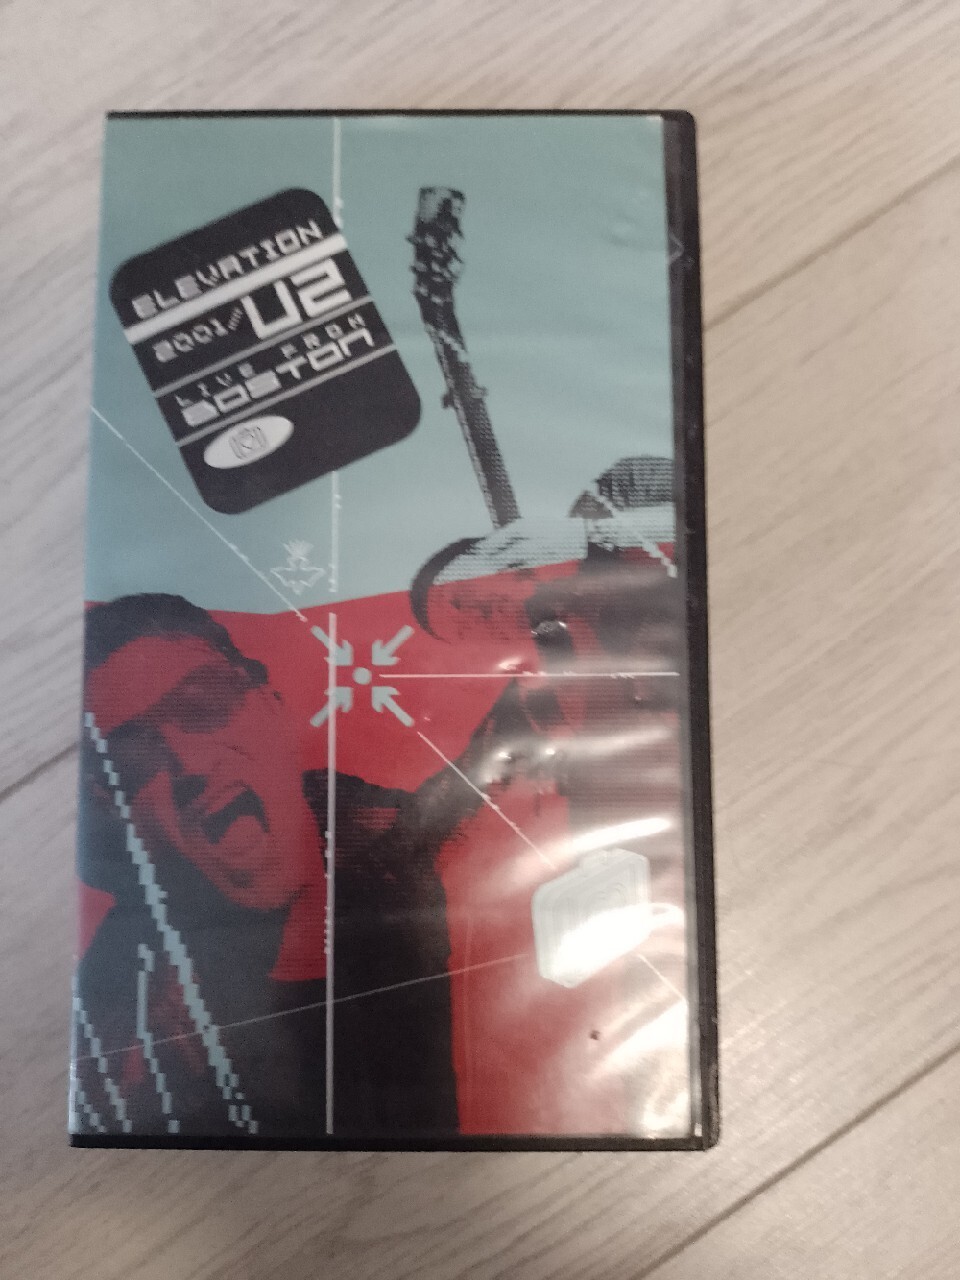 ELEVATION
2001//U2
LIVE FROM
BOSTON